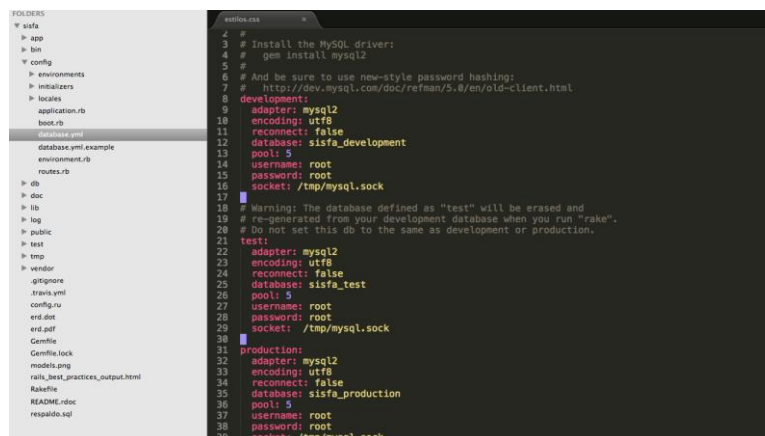 FOLDERS
sisfa
app
bin
config
environments
initializers
locales
application.rb
boot.rb
database.yml
database.yml.example
environment.rb
routes.rb
db
doc
lib
log
public
test
tmp
vendor
.gitignore
.travis.yml
config.ru
erd.dot
erd.pdf
Gemfile
Gemfile.lock
models.png
rails_best_practices_output.html
Rakefile
README.rdoc
respaldo.sql
estilos.css ×
2 #
3 # Install the MySQL driver:
4 #   gem install mysql2
5 #
6 # And be sure to use new-style password hashing:
7 #   http://dev.mysql.com/doc/refman/5.0/en/old-client.html
8 development:
9   adapter: mysql2
10   encoding: utf8
11   reconnect: false
12   database: sisfa_development
13   pool: 5
14   username: root
15   password: root
16   socket: /tmp/mysql.sock
17
18 # Warning: The database defined as "test" will be erased and
19 # re-generated from your development database when you run "rake".
20 # Do not set this db to the same as development or production.
21 test:
22   adapter: mysql2
23   encoding: utf8
24   reconnect: false
25   database: sisfa_test
26   pool: 5
27   username: root
28   password: root
29   socket:  /tmp/mysql.sock
30
31 production:
32   adapter: mysql2
33   encoding: utf8
34   reconnect: false
35   database: sisfa_production
36   pool: 5
37   username: root
38   password: root